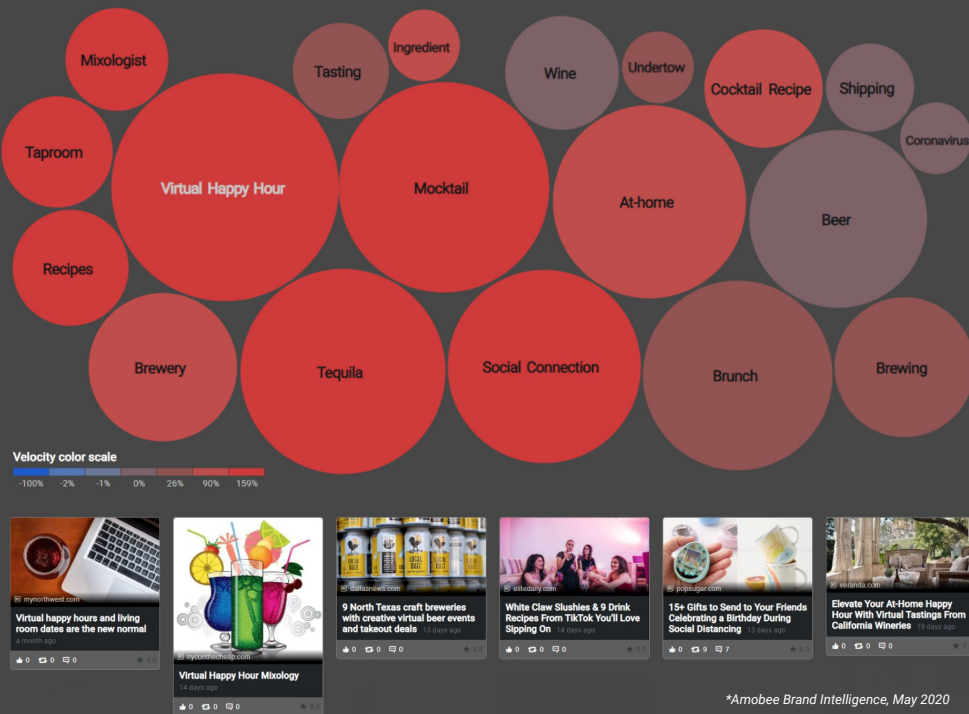 Mixologist
Tasting
Ingredient
Wine
Undertow
Cocktail Recipe
Shipping
Coronavirus
Taproom
Virtual Happy Hour
Mocktail
At-home
Beer
Recipes
Brewery
Tequila
Social Connection
Brunch
Brewing
Velocity color scale
-100% -2% -1% 0% 26% 90% 159%
mynorthwest.com
Virtual happy hours and living
room dates are the new normal
a month ago
0 0 0
nyconthecheap.com
Virtual Happy Hour Mixology
14 days ago
0 0 0
LOCAL BUZZ
dallasnews.com
9 North Texas craft breweries
with creative virtual beer events
and takeout deals 13 days ago
0 0 0
elitedaily.com
White Claw Slushies & 9 Drink
Recipes From TikTok You'll Love
Sipping On 14 days ago
0 0 0
popsugar.com
15+ Gifts to Send to Your Friends
Celebrating a Birthday During
Social Distancing 13 days ago
0 9 7
veranda.com
Elevate Your At-Home Happy
Hour With Virtual Tastings From
California Wineries 19 days ago
0 0 0
*Amobee Brand Intelligence, May 2020